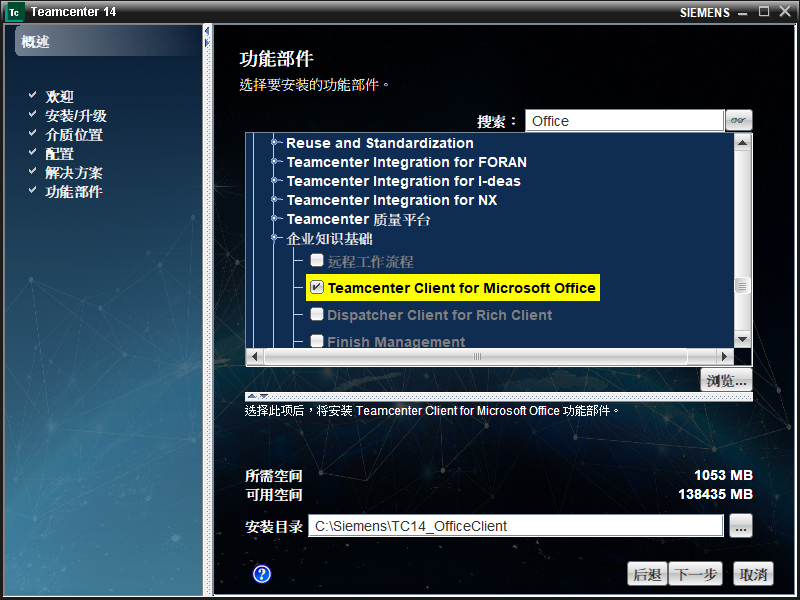 Tc Teamcenter 14 SIEMENS
概述
欢迎
安装/升级
介质位置
配置
解决方案
功能部件
功能部件
选择要安装的功能部件。
搜索： Office
Reuse and Standardization
Teamcenter Integration for FORAN
Teamcenter Integration for I-deas
Teamcenter Integration for NX
Teamcenter 质量平台
企业知识基础
远程工作流程
Teamcenter Client for Microsoft Office
Dispatcher Client for Rich Client
Finish Management
浏览...
选择此项后，将安装 Teamcenter Client for Microsoft Office 功能部件。
所需空间 1053 MB
可用空间 138435 MB
安装目录 C:\Siemens\TC14_OfficeClient ...
? 后退 下一步 取消